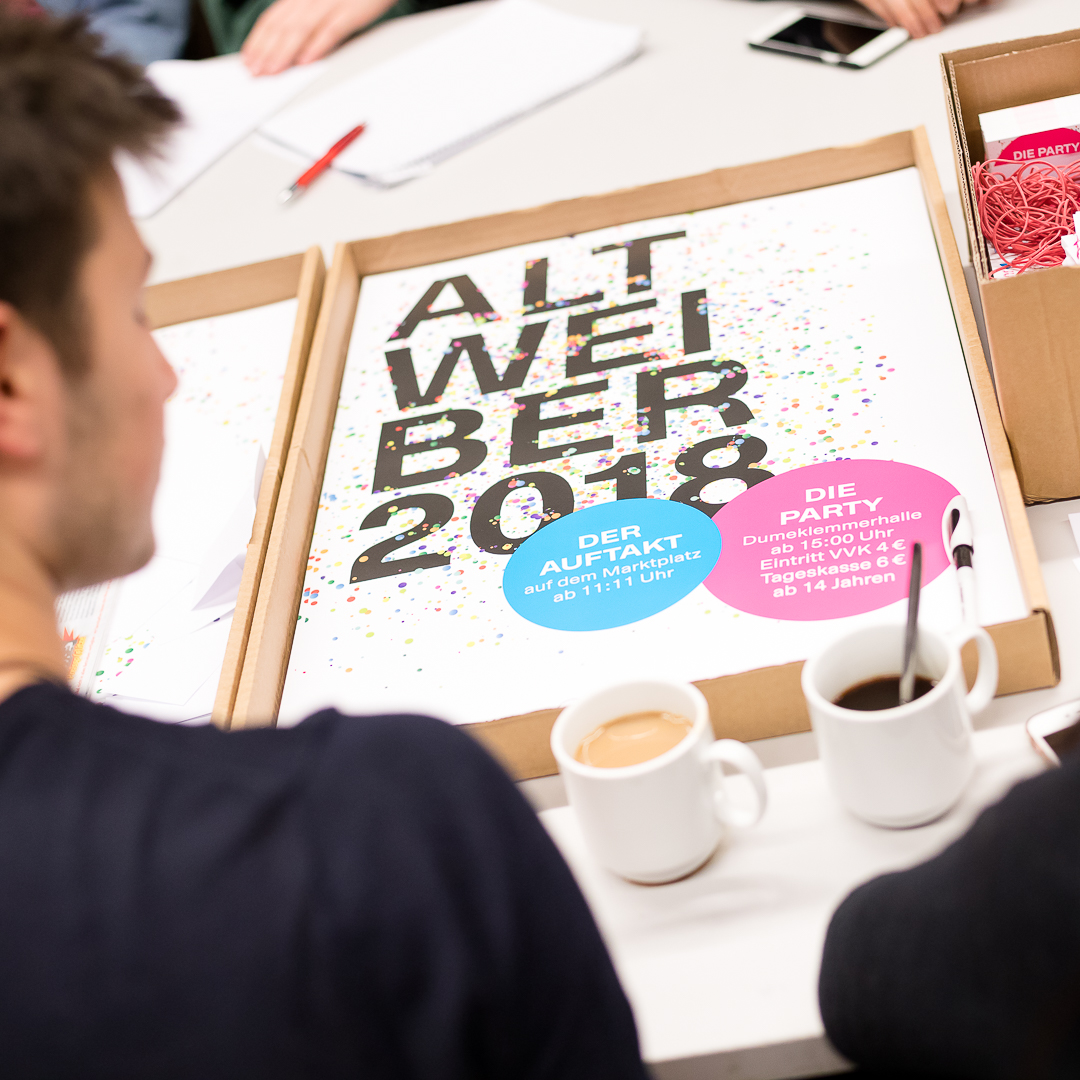 ALT
WEI
BER
2018
DER
AUFTAKT
auf dem Marktplatz
ab 11:11 Uhr
DIE
PARTY
Dumeklemmerhalle
ab 15:00 Uhr
Eintritt VVK 4 €
Tageskasse 6 €
ab 14 Jahren
DIE PARTY